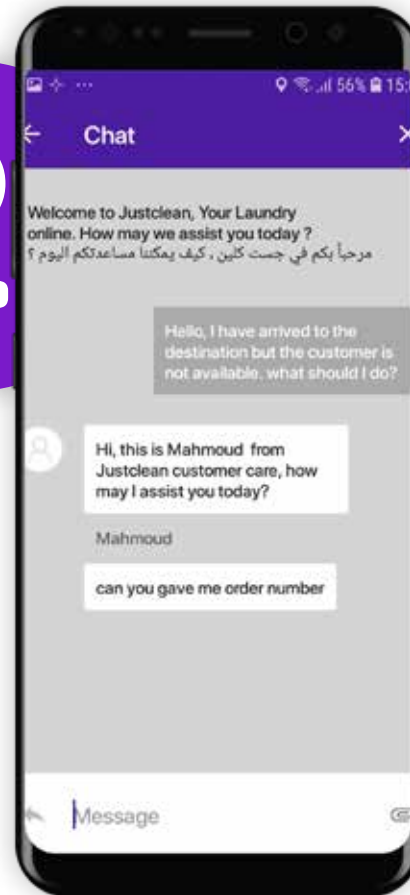 56%
Chat
Welcome to Justclean, Your Laundry
online. How may we assist you today ?
مرحباً بكم في جست كلين ، كيف يمكننا مساعدتكم اليوم ؟
Hello, I have arrived to the
destination but the customer is
not available. what should I do?
Hi, this is Mahmoud from
Justclean customer care, how
may I assist you today?
Mahmoud
can you gave me order number
Message